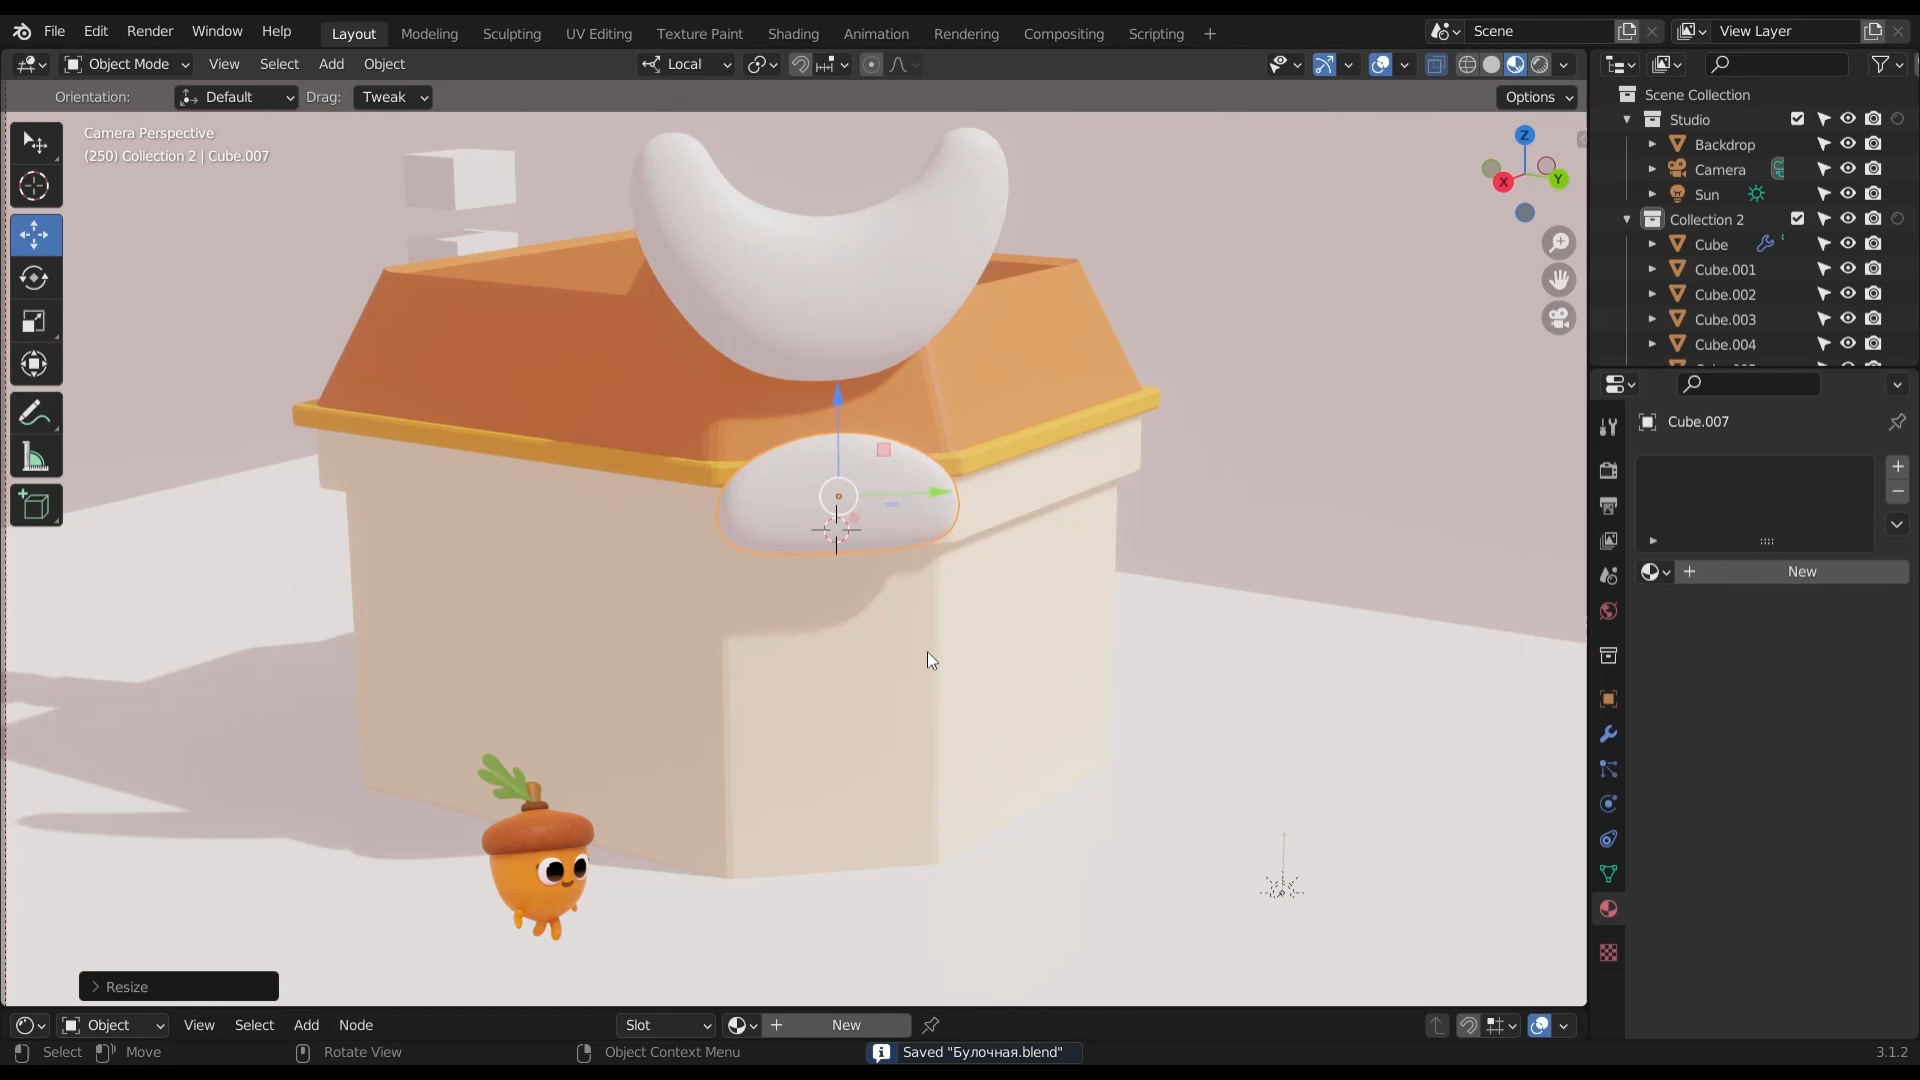 File Edit Render Window Help Layout Modeling Sculpting UV Editing Texture Paint Shading Animation Rendering Compositing Scripting + Scene View Layer
Object Mode View Select Add Object Local
Orientation: Default Drag: Tweak Options
Camera Perspective
(250) Collection 2 | Cube.007
Z
X
Y
Scene Collection
Studio
Backdrop
Camera
Sun
Collection 2
Cube
Cube.001
Cube.002
Cube.003
Cube.004
Cube.007
+ New
> Resize
Object View Select Add Node Slot + New
Select Move Rotate View Object Context Menu Saved "Булочная.blend" 3.1.2